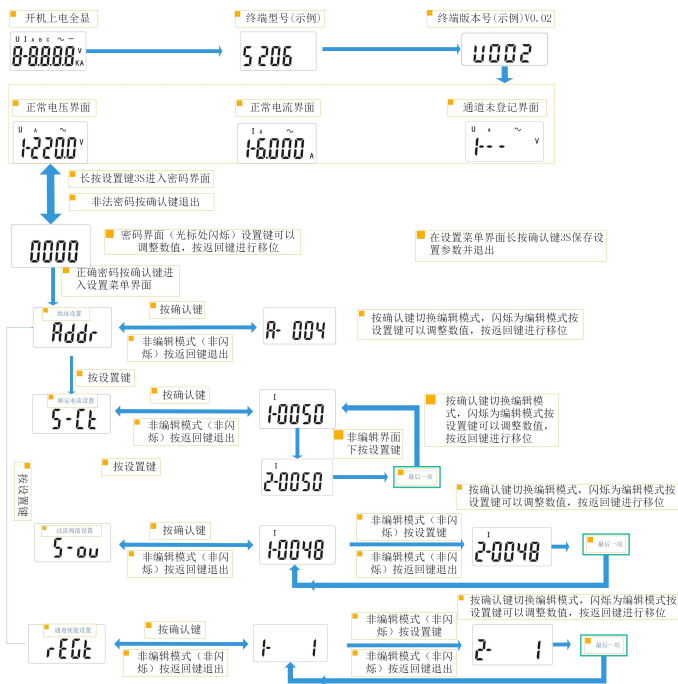 开机上电全显
终端型号(示例)
终端版本号(示例)V0.02
U I A B C ～ —
8-8.8.8.8 V KA
5 206
U002
正常电压界面
正常电流界面
通道未登记界面
U A ～
1-220.0 V
I A ～
1-6.000 A
U A ～
1--- V
长按设置键3S进入密码界面
非法密码按确认键退出
0000
密码界面（光标处闪烁）设置键可以
调整数值，按返回键进行移位
在设置菜单界面长按确认键3S保存设
置参数并退出
正确密码按确认键进
入设置菜单界面
地址设置
Addr
按确认键
非编辑模式（非闪
烁）按返回键退出
A- 004
按确认键切换编辑模式，闪烁为编辑模式按
设置键可以调整数值，按返回键进行移位
按设置键
额定电流设置
5-Ct
按确认键
非编辑模式（非闪
烁）按返回键退出
I
1-0050
按确认键切换编辑模
式，闪烁为编辑模式按
设置键可以调整数值，
按返回键进行移位
非编辑界面
下按设置键
按设置键
按设置键
2-0050
最后一项
按确认键切换编辑模式，闪烁为编辑模式按
设置键可以调整数值，按返回键进行移位
过流阈值设置
5-ou
按确认键
非编辑模式（非闪
烁）按返回键退出
I
1-0048
非编辑模式（非闪
烁）按设置键
非编辑模式（非闪
烁）按返回键退出
I
2-0048
最后一项
按确认键切换编辑模式，闪烁为编辑模式按
设置键可以调整数值，按返回键进行移位
通道使能设置
rEGt
按确认键
非编辑模式（非闪
烁）按返回键退出
1- 1
非编辑模式（非闪
烁）按设置键
非编辑模式（非闪
烁）按返回键退出
2- 1
最后一项